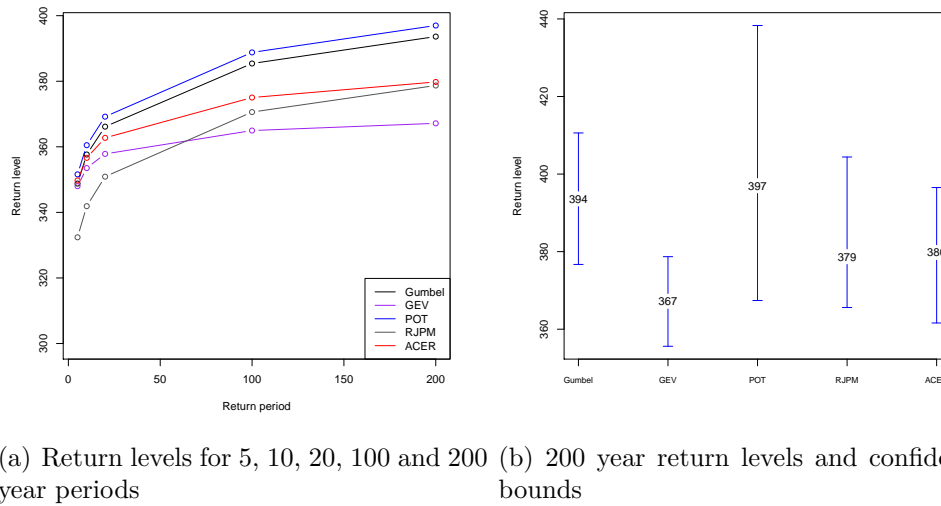 400
380
360
340
320
300
Return level
Gumbel
GEV
POT
RJPM
ACER
0 50 100 150 200
Return period
440
420
400
380
360
Return level
394
367
397
379
380
Gumbel GEV POT RJPM ACE
(a) Return levels for 5, 10, 20, 100 and 200
year periods
(b) 200 year return levels and confide
bounds